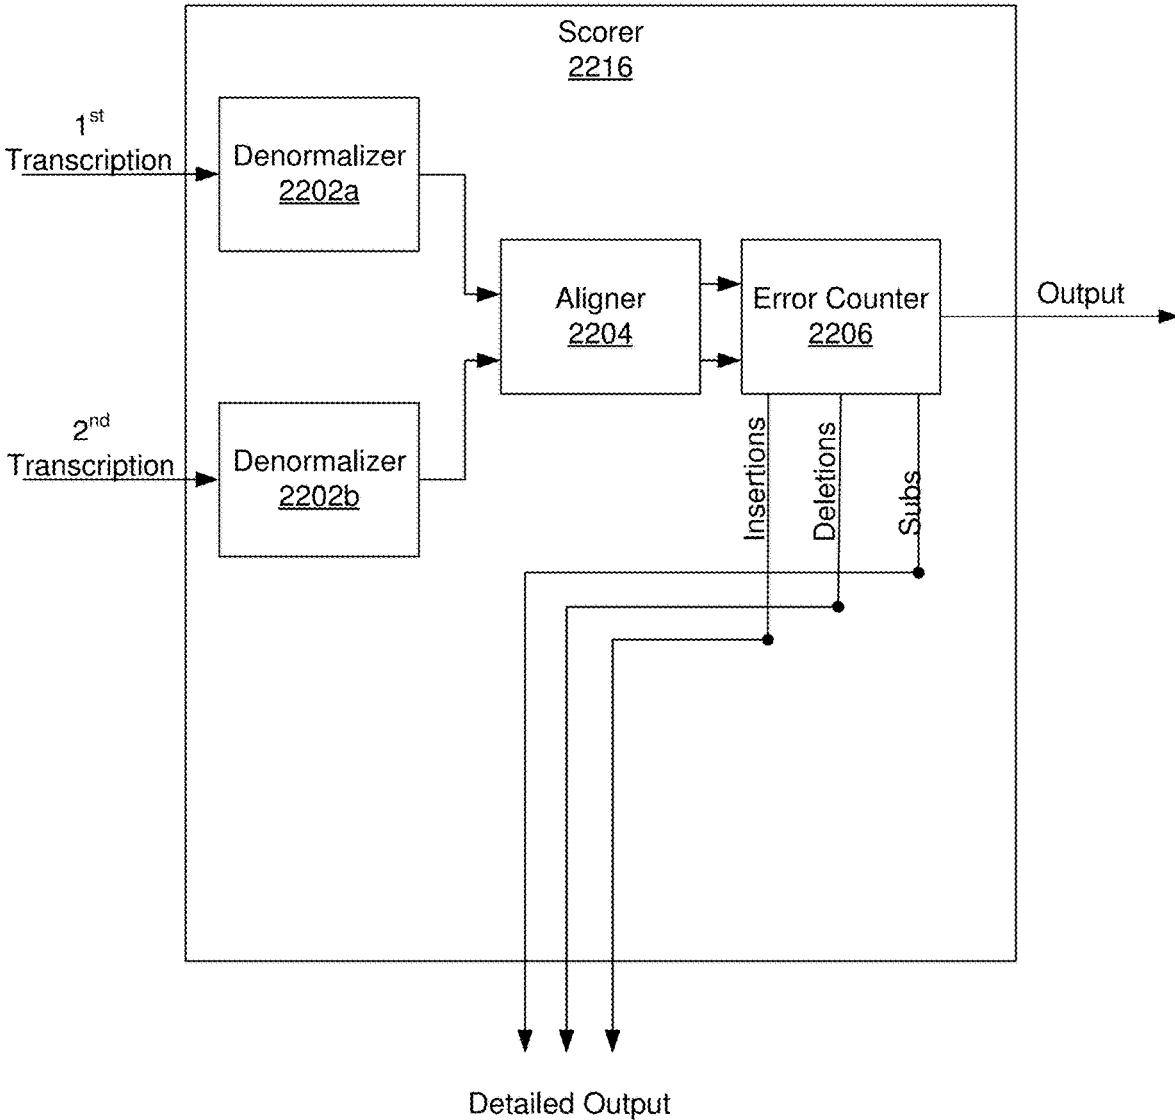 Scorer
2216
1st
Transcription
Denormalizer
2202a
Aligner
2204
Error Counter
2206
Output
2nd
Transcription
Denormalizer
2202b
Insertions
Deletions
Subs
Detailed Output